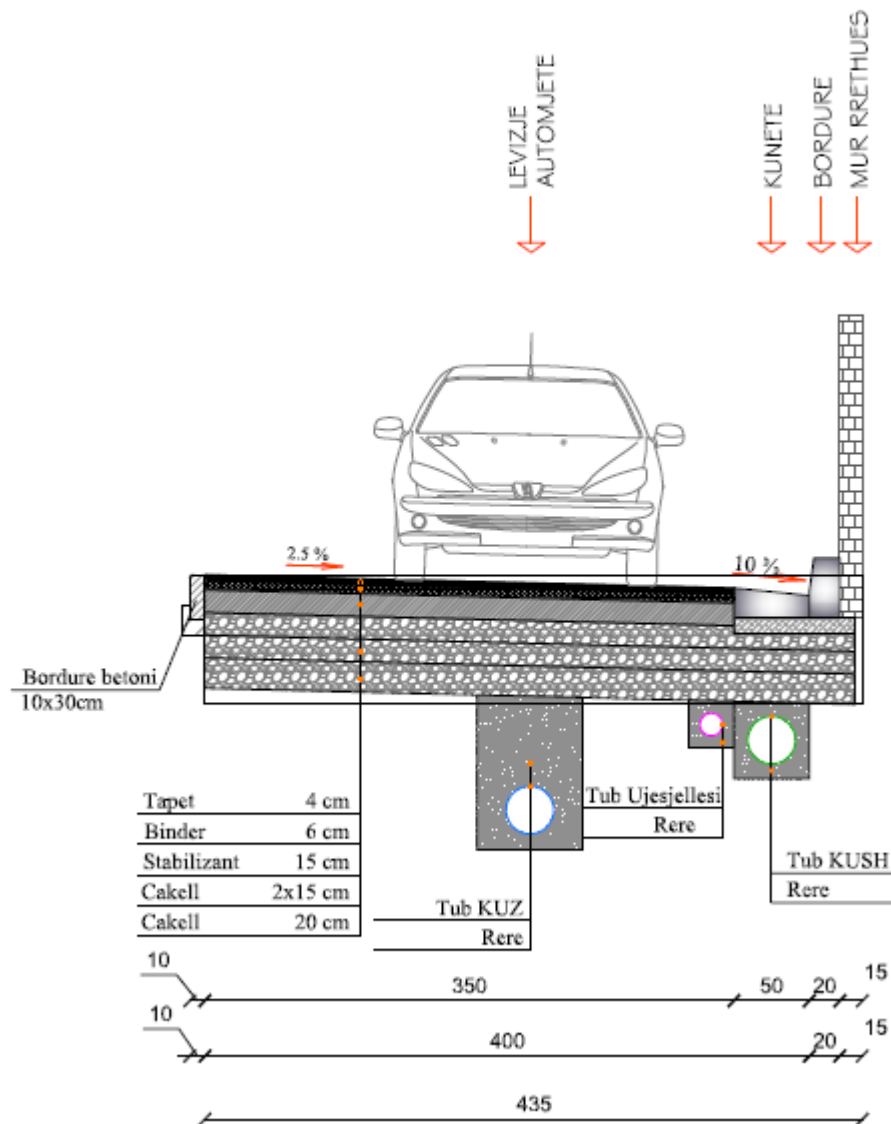 LEVIZJE
AUTOMJETE
KUNETE
BORDURE
MUR RRETHUES
2.5 %
10 %
Bordure betoni
10x30cm
Tapet 4 cm
Binder 6 cm
Stabilizant 15 cm
Cakell 2x15 cm
Cakell 20 cm
Tub KUZ
Rere
Tub Ujesjellesi
Rere
Tub KUSH
Rere
10 350 50 20 15
10 400 20 15
435